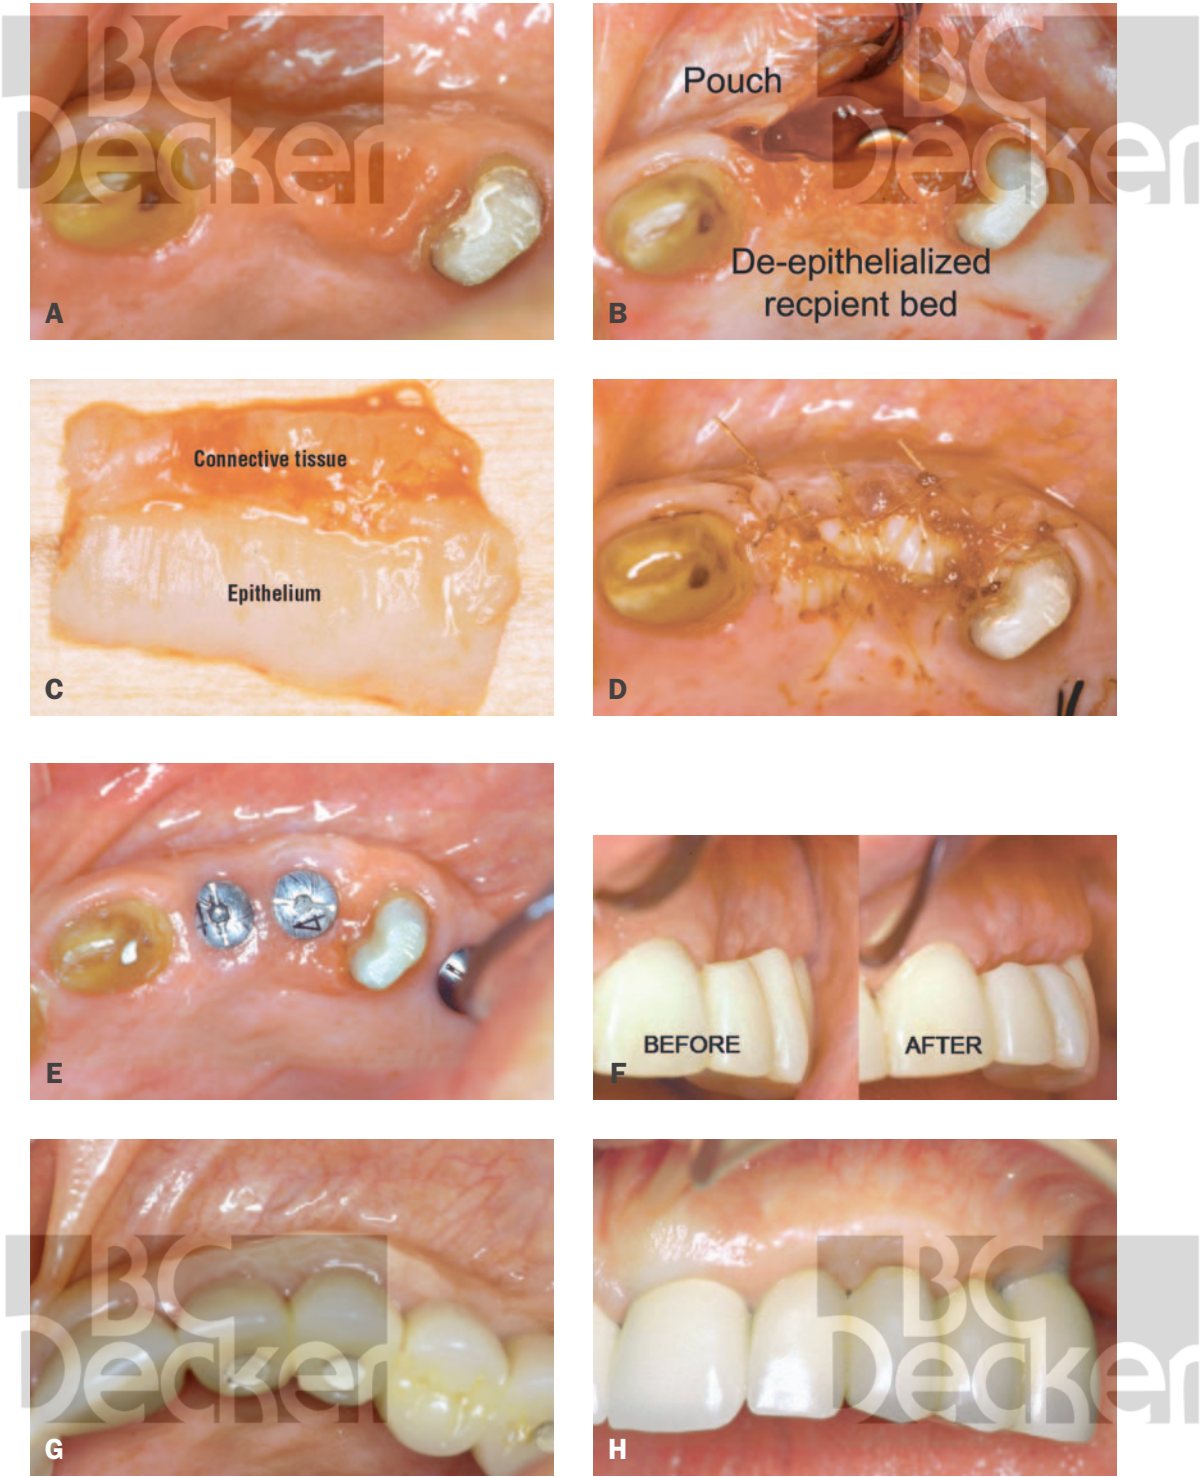 BC
Decker
BC
Decker
Pouch
De-epithelialized
recpient bed
A
B
Connective tissue
Epithelium
C
D
E
BEFORE
AFTER
F
BC
Decker
BC
Decker
G
H